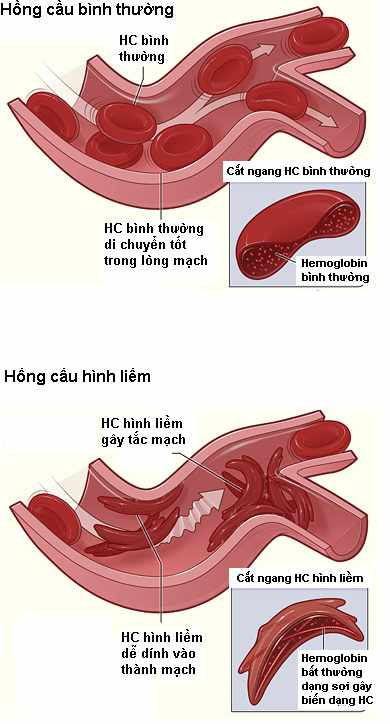 Hồng cầu bình thường
HC bình
thường
Cắt ngang HC bình thường
HC bình thường
di chuyển tốt
trong lòng mạch
Hemoglobin
bình thường
Hồng cầu hình liềm
HC hình liềm
gây tắc mạch
Cắt ngang HC hình liềm
HC hình liềm
dễ dính vào
thành mạch
Hemoglobin
bất thường
dạng sợi gây
biến dạng HC